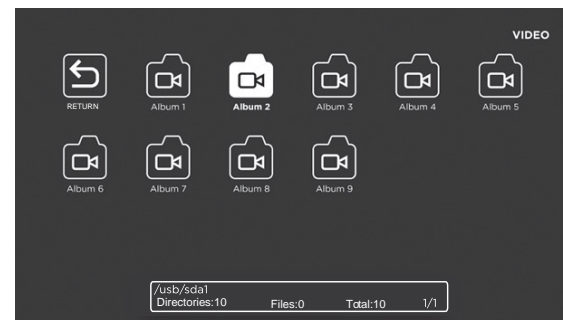 VIDEO
RETURN Album 1 Album 2 Album 3 Album 4 Album 5
Album 6 Album 7 Album 8 Album 9
/usb/sda1
Directories:10 Files:0 Total:10 1/1